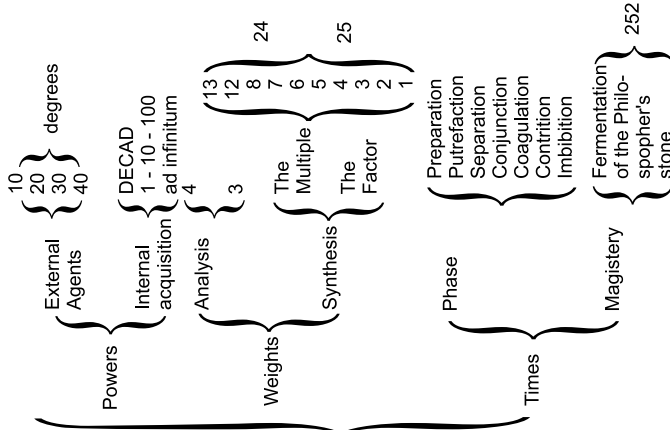 Powers
External
Agents
10
20
30
40
degrees
Internal
acquisition
DECAD
1 - 10 - 100
ad infinitum
Weights
Analysis
4
3
Synthesis
The
Multiple
The
Factor
13
12
8
7
6
5
4
3
2
1
24
25
Times
Phase
Preparation
Putrefaction
Separation
Conjunction
Coagulation
Contrition
Imbibition
Magistery
Fermentation
of the Philo-
spopher's
stone
252